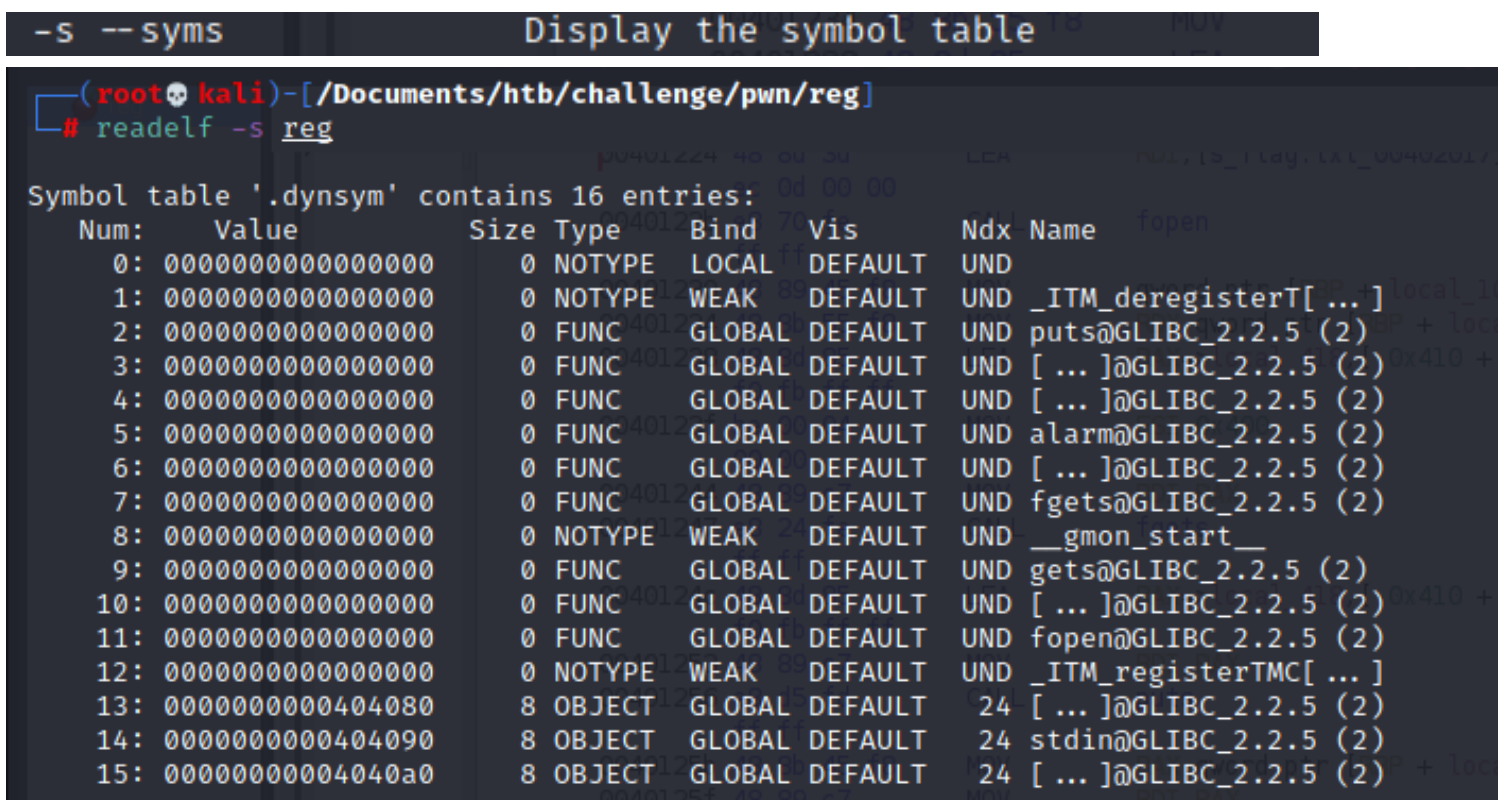 -s --syms Display the symbol table
(root💀kali)-[/Documents/htb/challenge/pwn/reg]
# readelf -s reg
Symbol table '.dynsym' contains 16 entries:
Num: Value Size Type Bind Vis Ndx Name
0: 0000000000000000 0 NOTYPE LOCAL DEFAULT UND
1: 0000000000000000 0 NOTYPE WEAK DEFAULT UND _ITM_deregisterT[ ... ]
2: 0000000000000000 0 FUNC GLOBAL DEFAULT UND puts@GLIBC_2.2.5 (2)
3: 0000000000000000 0 FUNC GLOBAL DEFAULT UND [ ... ]@GLIBC_2.2.5 (2)
4: 0000000000000000 0 FUNC GLOBAL DEFAULT UND [ ... ]@GLIBC_2.2.5 (2)
5: 0000000000000000 0 FUNC GLOBAL DEFAULT UND alarm@GLIBC_2.2.5 (2)
6: 0000000000000000 0 FUNC GLOBAL DEFAULT UND [ ... ]@GLIBC_2.2.5 (2)
7: 0000000000000000 0 FUNC GLOBAL DEFAULT UND fgets@GLIBC_2.2.5 (2)
8: 0000000000000000 0 NOTYPE WEAK DEFAULT UND __gmon_start__
9: 0000000000000000 0 FUNC GLOBAL DEFAULT UND gets@GLIBC_2.2.5 (2)
10: 0000000000000000 0 FUNC GLOBAL DEFAULT UND [ ... ]@GLIBC_2.2.5 (2)
11: 0000000000000000 0 FUNC GLOBAL DEFAULT UND fopen@GLIBC_2.2.5 (2)
12: 0000000000000000 0 NOTYPE WEAK DEFAULT UND _ITM_registerTMC[ ... ]
13: 0000000000404080 8 OBJECT GLOBAL DEFAULT 24 [ ... ]@GLIBC_2.2.5 (2)
14: 0000000000404090 8 OBJECT GLOBAL DEFAULT 24 stdin@GLIBC_2.2.5 (2)
15: 00000000004040a0 8 OBJECT GLOBAL DEFAULT 24 [ ... ]@GLIBC_2.2.5 (2)